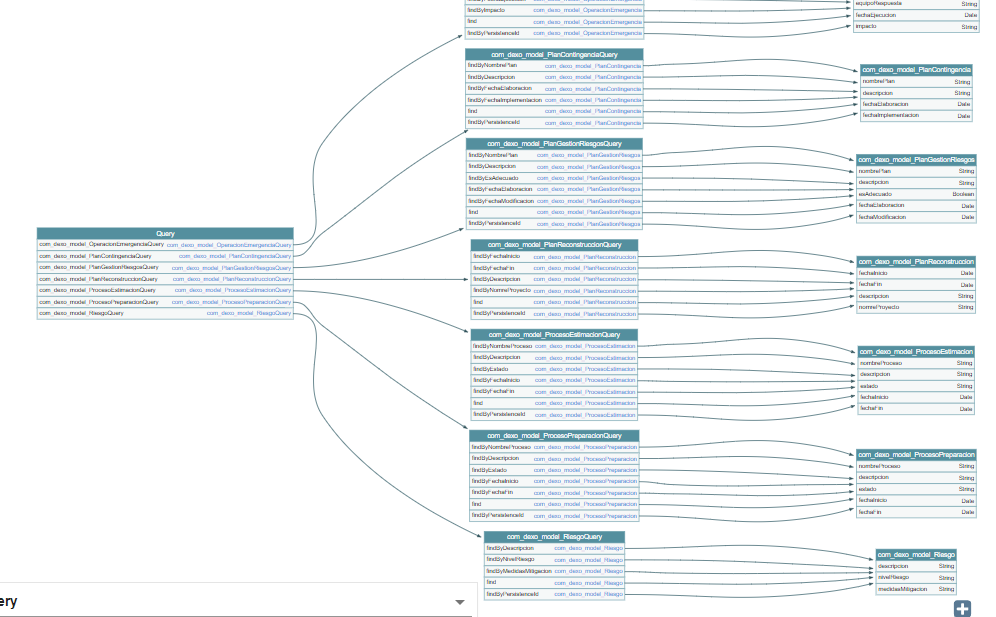 findByImpacto com_dexo_model_OperacionEmergencia
find com_dexo_model_OperacionEmergencia
findByPersistenceId com_dexo_model_OperacionEmergencia
equipoRespuesta String
fechaEjecucion Date
impacto String
com_dexo_model_PlanContingenciaQuery
findByNombrePlan com_dexo_model_PlanContingencia
findByDescripcion com_dexo_model_PlanContingencia
findByFechaElaboracion com_dexo_model_PlanContingencia
findByFechaImplementacion com_dexo_model_PlanContingencia
find com_dexo_model_PlanContingencia
findByPersistenceId com_dexo_model_PlanContingencia
com_dexo_model_PlanContingencia
nombrePlan String
descripcion String
fechaElaboracion Date
fechaImplementacion Date
com_dexo_model_PlanGestionRiesgosQuery
findByNombrePlan com_dexo_model_PlanGestionRiesgos
findByDescripcion com_dexo_model_PlanGestionRiesgos
findByEsAdecuado com_dexo_model_PlanGestionRiesgos
findByFechaElaboracion com_dexo_model_PlanGestionRiesgos
findByFechaModificacion com_dexo_model_PlanGestionRiesgos
find com_dexo_model_PlanGestionRiesgos
findByPersistenceId com_dexo_model_PlanGestionRiesgos
com_dexo_model_PlanGestionRiesgos
nombrePlan String
descripcion String
esAdecuado Boolean
fechaElaboracion Date
fechaModificacion Date
Query
com_dexo_model_OperacionEmergenciaQuery com_dexo_model_OperacionEmergenciaQuery
com_dexo_model_PlanContingenciaQuery com_dexo_model_PlanContingenciaQuery
com_dexo_model_PlanGestionRiesgosQuery com_dexo_model_PlanGestionRiesgosQuery
com_dexo_model_PlanReconstruccionQuery com_dexo_model_PlanReconstruccionQuery
com_dexo_model_ProcesoEstimacionQuery com_dexo_model_ProcesoEstimacionQuery
com_dexo_model_ProcesoPreparacionQuery com_dexo_model_ProcesoPreparacionQuery
com_dexo_model_RiesgoQuery com_dexo_model_RiesgoQuery
com_dexo_model_PlanReconstruccionQuery
findByFechaInicio com_dexo_model_PlanReconstruccion
findByFechaFin com_dexo_model_PlanReconstruccion
findByDescripcion com_dexo_model_PlanReconstruccion
findByNomreProyecto com_dexo_model_PlanReconstruccion
find com_dexo_model_PlanReconstruccion
findByPersistenceId com_dexo_model_PlanReconstruccion
com_dexo_model_PlanReconstruccion
fechaInicio Date
fechaFin Date
descripcion String
nomreProyecto String
com_dexo_model_ProcesoEstimacionQuery
findByNombreProceso com_dexo_model_ProcesoEstimacion
findByDescripcion com_dexo_model_ProcesoEstimacion
findByEstado com_dexo_model_ProcesoEstimacion
findByFechaInicio com_dexo_model_ProcesoEstimacion
findByFechaFin com_dexo_model_ProcesoEstimacion
find com_dexo_model_ProcesoEstimacion
findByPersistenceId com_dexo_model_ProcesoEstimacion
com_dexo_model_ProcesoEstimacion
nombreProceso String
descripcion String
estado String
fechaInicio Date
fechaFin Date
com_dexo_model_ProcesoPreparacionQuery
findByNombreProceso com_dexo_model_ProcesoPreparacion
findByDescripcion com_dexo_model_ProcesoPreparacion
findByEstado com_dexo_model_ProcesoPreparacion
findByFechaInicio com_dexo_model_ProcesoPreparacion
findByFechaFin com_dexo_model_ProcesoPreparacion
find com_dexo_model_ProcesoPreparacion
findByPersistenceId com_dexo_model_ProcesoPreparacion
com_dexo_model_ProcesoPreparacion
nombreProceso String
descripcion String
estado String
fechaInicio Date
fechaFin Date
com_dexo_model_RiesgoQuery
findByDescripcion com_dexo_model_Riesgo
findByNivelRiesgo com_dexo_model_Riesgo
findByMedidasMitigacion com_dexo_model_Riesgo
find com_dexo_model_Riesgo
findByPersistenceId com_dexo_model_Riesgo
com_dexo_model_Riesgo
descripcion String
nivelRiesgo String
medidasMitigacion String
ery